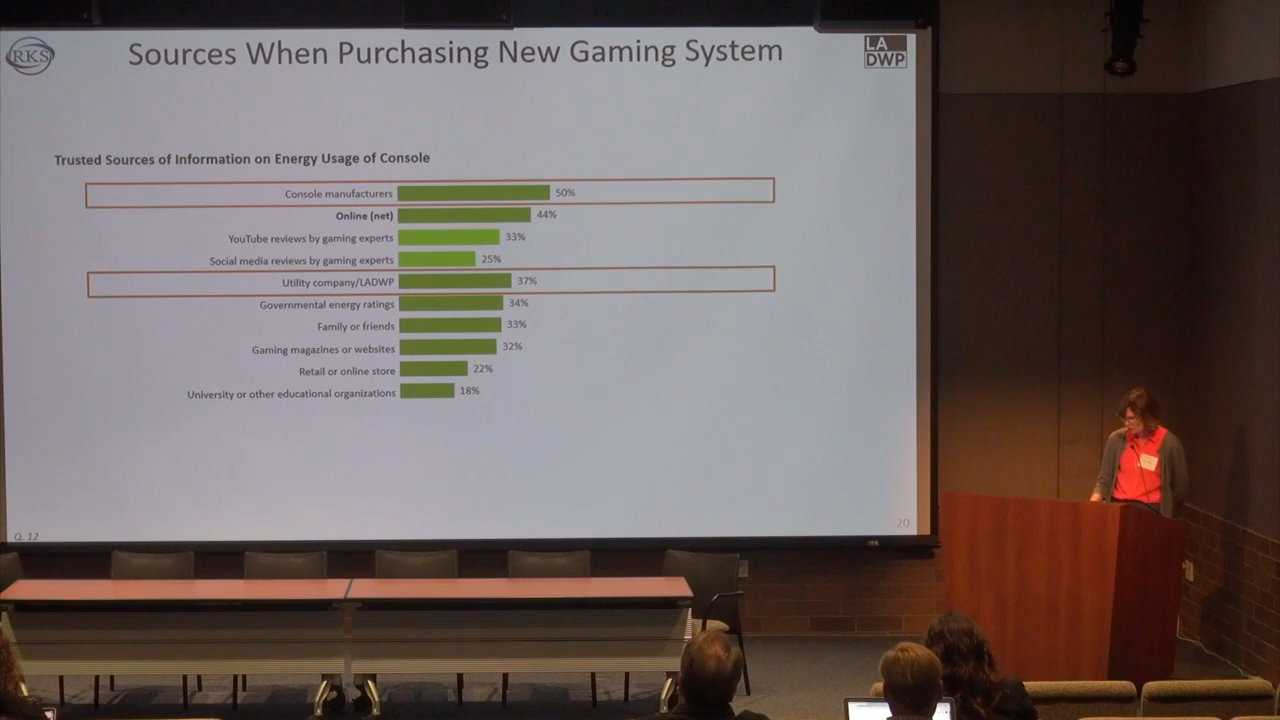 RKS
Sources When Purchasing New Gaming System
LA
DWP
Trusted Sources of Information on Energy Usage of Console
Console manufacturers 50%
Online (net) 44%
YouTube reviews by gaming experts 33%
Social media reviews by gaming experts 25%
Utility company/LADWP 37%
Governmental energy ratings 34%
Family or friends 33%
Gaming magazines or websites 32%
Retail or online store 22%
University or other educational organizations 18%
Q. 12
20